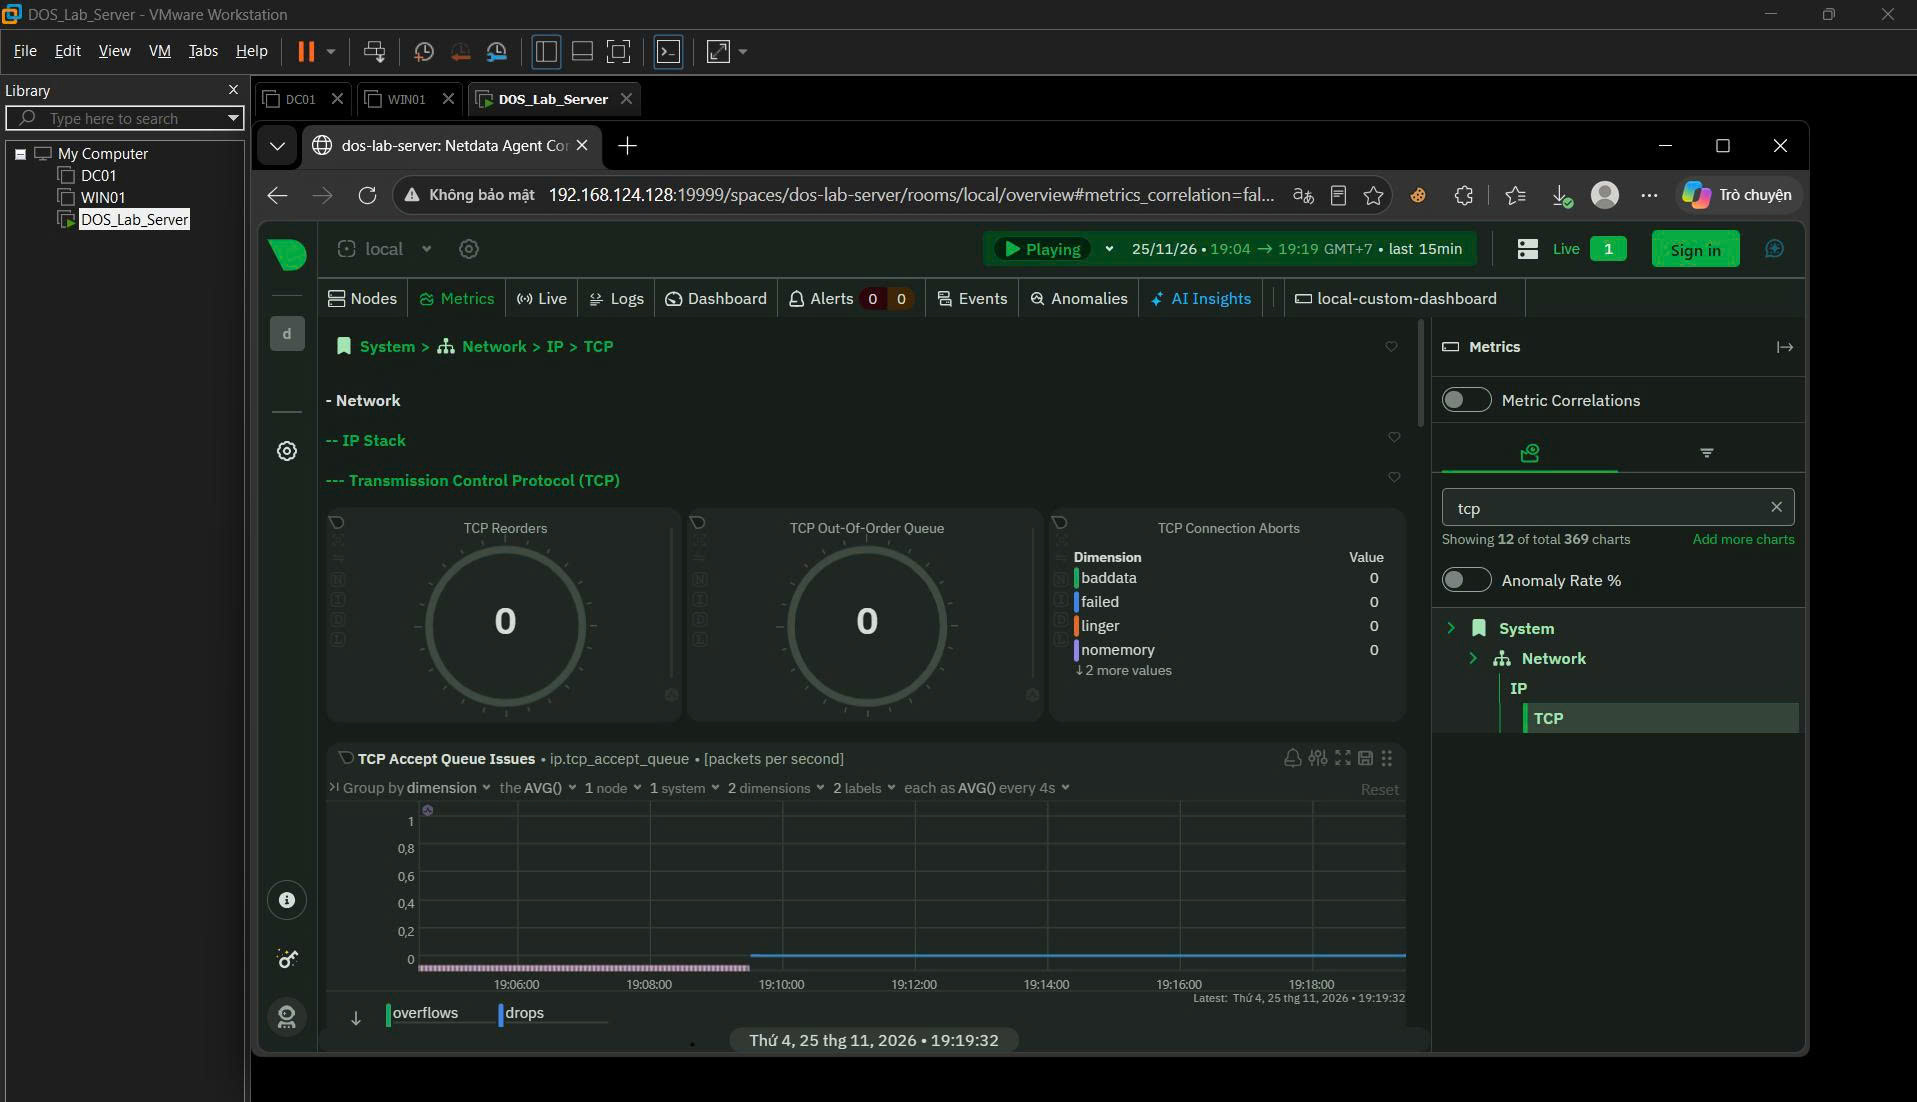 DOS_Lab_Server - VMware Workstation
File Edit View VM Tabs Help
Library
Type here to search
My Computer
DC01
WIN01
DOS_Lab_Server
DC01 WIN01 DOS_Lab_Server
dos-lab-server: Netdata Agent Co
Không bảo mật 192.168.124.128:19999/spaces/dos-lab-server/rooms/local/overview#metrics_correlation=fal... Trò chuyện
local Playing 25/11/26 • 19:04 → 19:19 GMT+7 • last 15min Live 1 Sign in
Nodes Metrics Live Logs Dashboard Alerts 0 0 Events Anomalies AI Insights local-custom-dashboard
d
System > Network > IP > TCP
- Network
-- IP Stack
--- Transmission Control Protocol (TCP)
TCP Reorders
0
TCP Out-Of-Order Queue
0
TCP Connection Aborts
Dimension Value
baddata 0
failed 0
linger 0
nomemory 0
↓2 more values
TCP Accept Queue Issues • ip.tcp_accept_queue • [packets per second]
Group by dimension the AVG() 1 node 1 system 2 dimensions 2 labels each as AVG() every 4s Reset
1
0,8
0,6
0,4
0,2
0
19:06:00 19:08:00 19:10:00 19:12:00 19:14:00 19:16:00 19:18:00
Latest: Thứ 4, 25 thg 11, 2026 • 19:19:32
overflows drops
Thứ 4, 25 thg 11, 2026 • 19:19:32
Metrics
Metric Correlations
tcp
Showing 12 of total 369 charts Add more charts
Anomaly Rate %
System
Network
IP
TCP